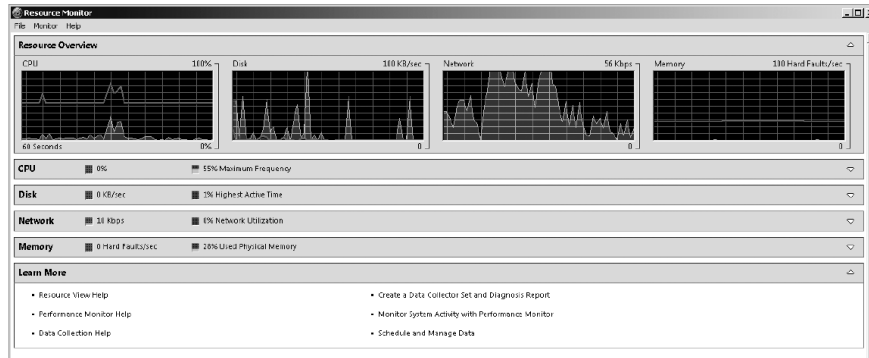 Resource Monitor
File Monitor Help
Resource Overview
CPU 100% Disk 100 KB/sec Network 56 Kbps Memory 100 Hard Faults/sec
60 Seconds 0% 0 0 0
CPU 0% 55% Maximum Frequency
Disk 0 KB/sec 1% Highest Active Time
Network 10 Kbps 0% Network Utilization
Memory 0 Hard Faults/sec 28% Used Physical Memory
Learn More
• Resource View Help • Create a Data Collector Set and Diagnosis Report
• Performance Monitor Help • Monitor System Activity with Performance Monitor
• Data Collection Help • Schedule and Manage Data